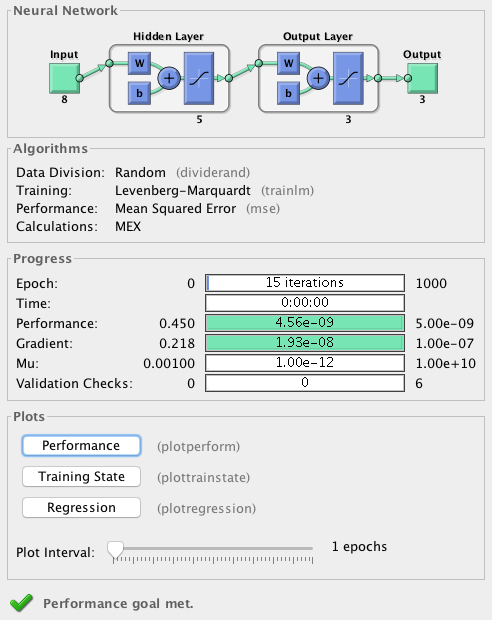 Neural Network
Hidden Layer
Output Layer
Input
Output
W
b
+
W
b
+
8
5
3
3
Algorithms
Data Division: Random (dividerand)
Training: Levenberg-Marquardt (trainlm)
Performance: Mean Squared Error (mse)
Calculations: MEX
Progress
Epoch: 0 15 iterations 1000
Time: 0:00:00
Performance: 0.450 4.56e-09 5.00e-09
Gradient: 0.218 1.93e-08 1.00e-07
Mu: 0.00100 1.00e-12 1.00e+10
Validation Checks: 0 0 6
Plots
Performance (plotperform)
Training State (plottrainstate)
Regression (plotregression)
Plot Interval: 1 epochs
Performance goal met.